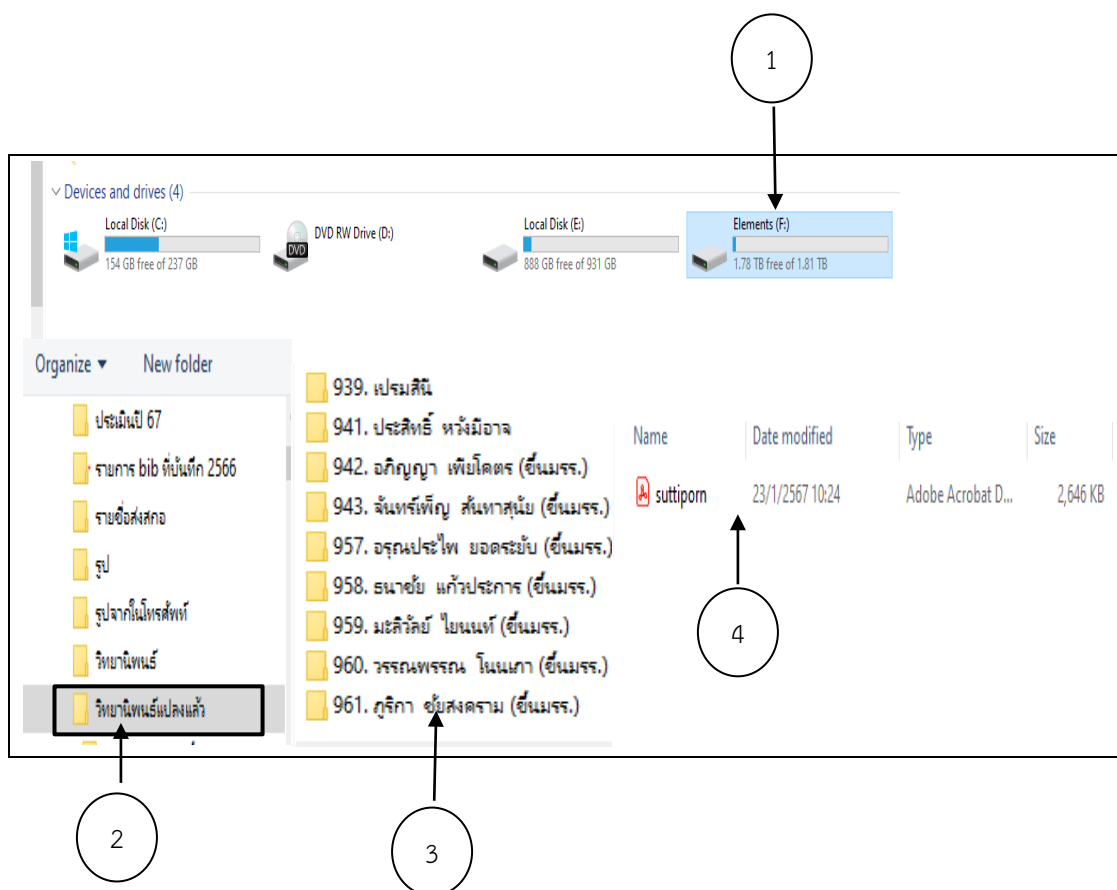 1
Devices and drives (4)
Local Disk (C:)
154 GB free of 237 GB
DVD RW Drive (D:)
DVD
Local Disk (E:)
888 GB free of 931 GB
Elements (F:)
1.78 TB free of 1.81 TB
Organize New folder
ประเมินปี 67
รายการ bib ที่บันทึก 2566
รายชื่อส่งสกอ
รูป
รูปจากในโทรศัพท์
วิทยานิพนธ์
วิทยานิพนธ์แปลงแล้ว
939. เปรมสินี
941. ประสิทธิ์ หวังมีอาจ
942. อภิญญา เพียโคตร (ขึ้นมรร.)
943. จันทร์เพ็ญ สันทาสุนัย (ขึ้นมรร.)
957. อรุณประไพ ยอดระยับ (ขึ้นมรร.)
958. ธนาชัย แก้วประการ (ขึ้นมรร.)
959. มะลิวัลย์ ไยนนท์ (ขึ้นมรร.)
960. วรรณพรรณ โนนเภา (ขึ้นมรร.)
961. ภูริกา ชัยสงคราม (ขึ้นมรร.)
Name Date modified Type Size
suttiporn 23/1/2567 10:24 Adobe Acrobat D... 2,646 KB
4
2
3